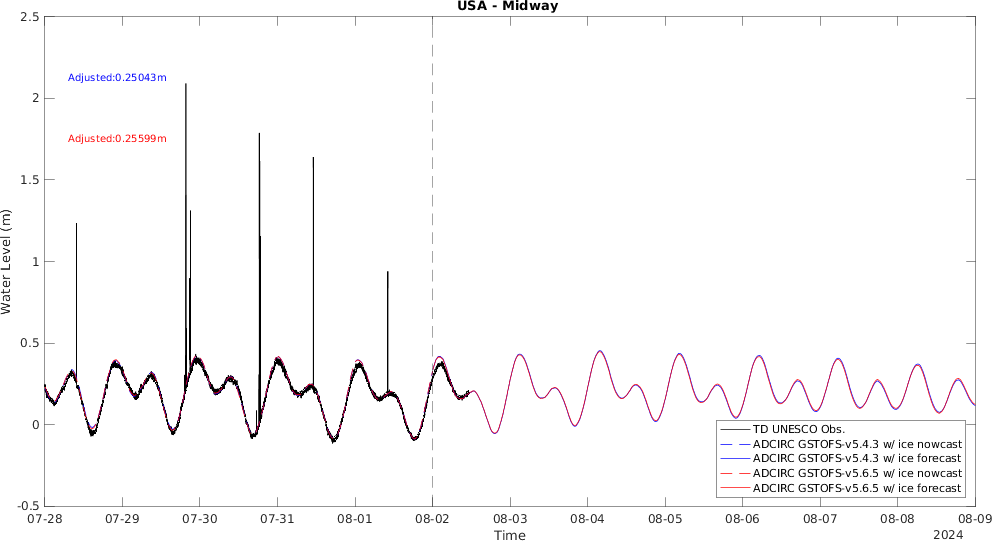 USA - Midway
2.5
Adjusted:0.25043m
2
Adjusted:0.25599m
1.5
Water Level (m)
1
0.5
0
TD UNESCO Obs.
ADCIRC GSTOFS-v5.4.3 w/ ice nowcast
ADCIRC GSTOFS-v5.4.3 w/ ice forecast
ADCIRC GSTOFS-v5.6.5 w/ ice nowcast
ADCIRC GSTOFS-v5.6.5 w/ ice forecast
-0.5
07-28 07-29 07-30 07-31 08-01 08-02 08-03 08-04 08-05 08-06 08-07 08-08 08-09
Time
2024